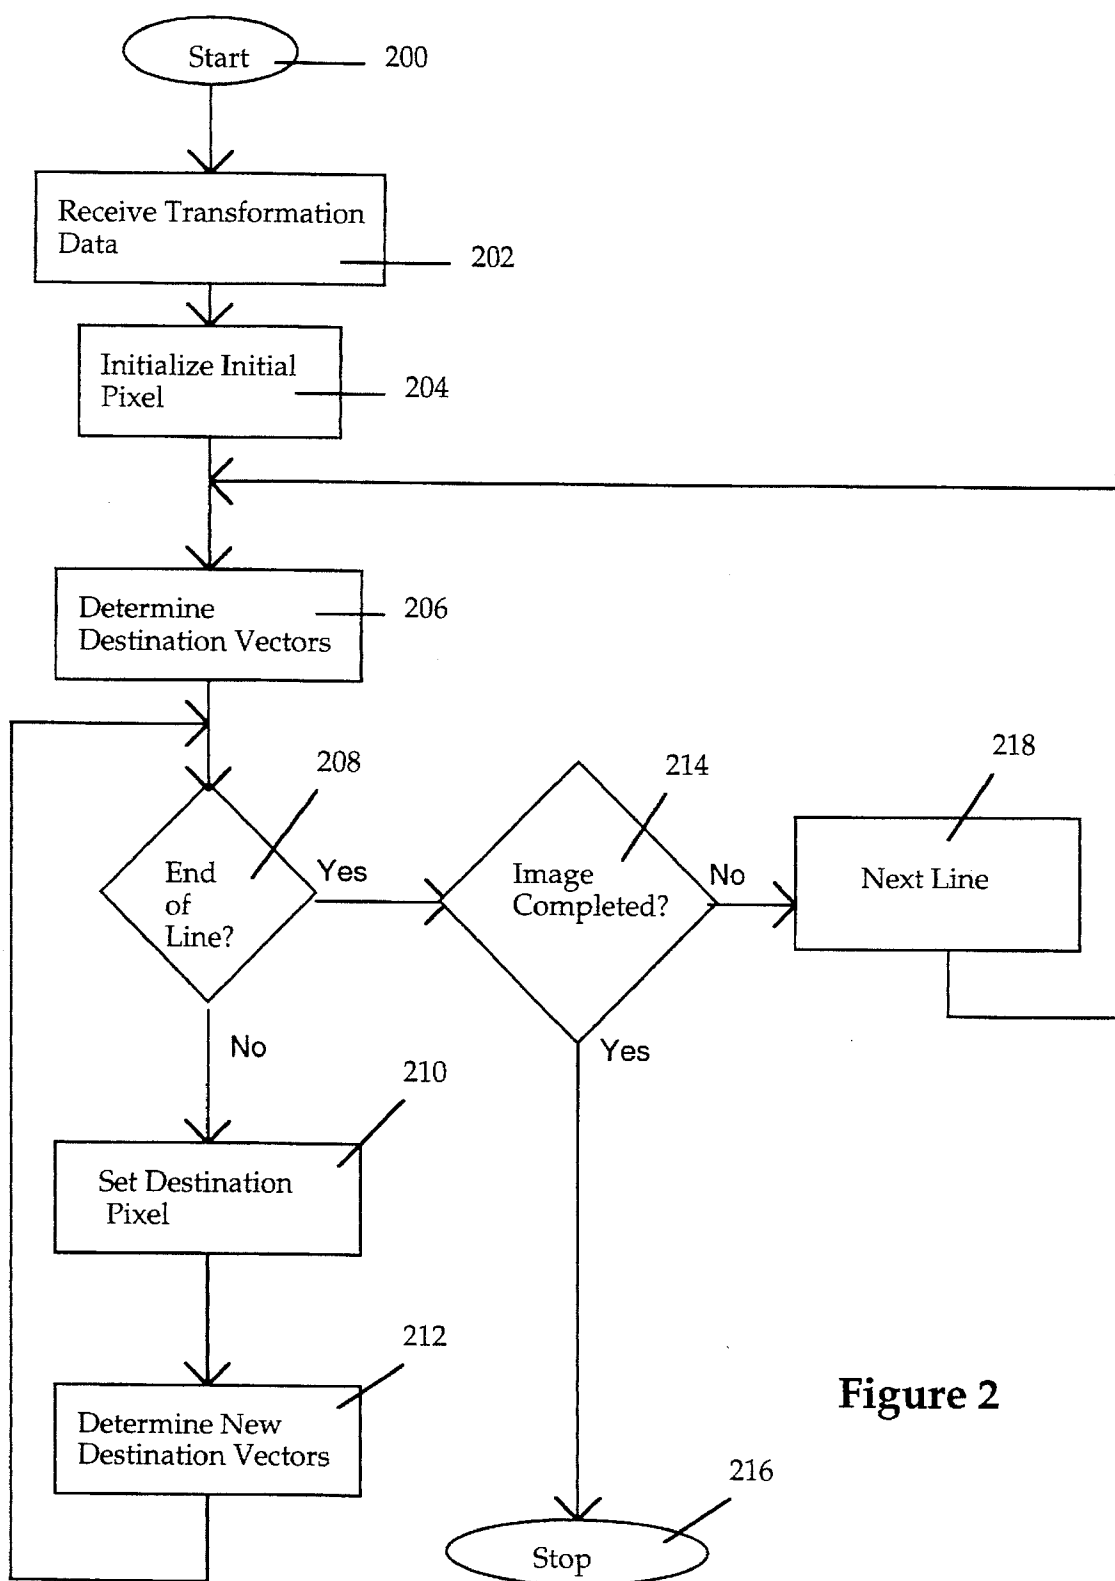 Start
200
Receive Transformation
Data
202
Initialize Initial
Pixel
204
Determine
Destination Vectors
206
208
End
of
Line?
Yes
214
Image
Completed?
No
218
Next Line
No
Yes
210
Set Destination
Pixel
212
Determine New
Destination Vectors
Figure 2
216
Stop